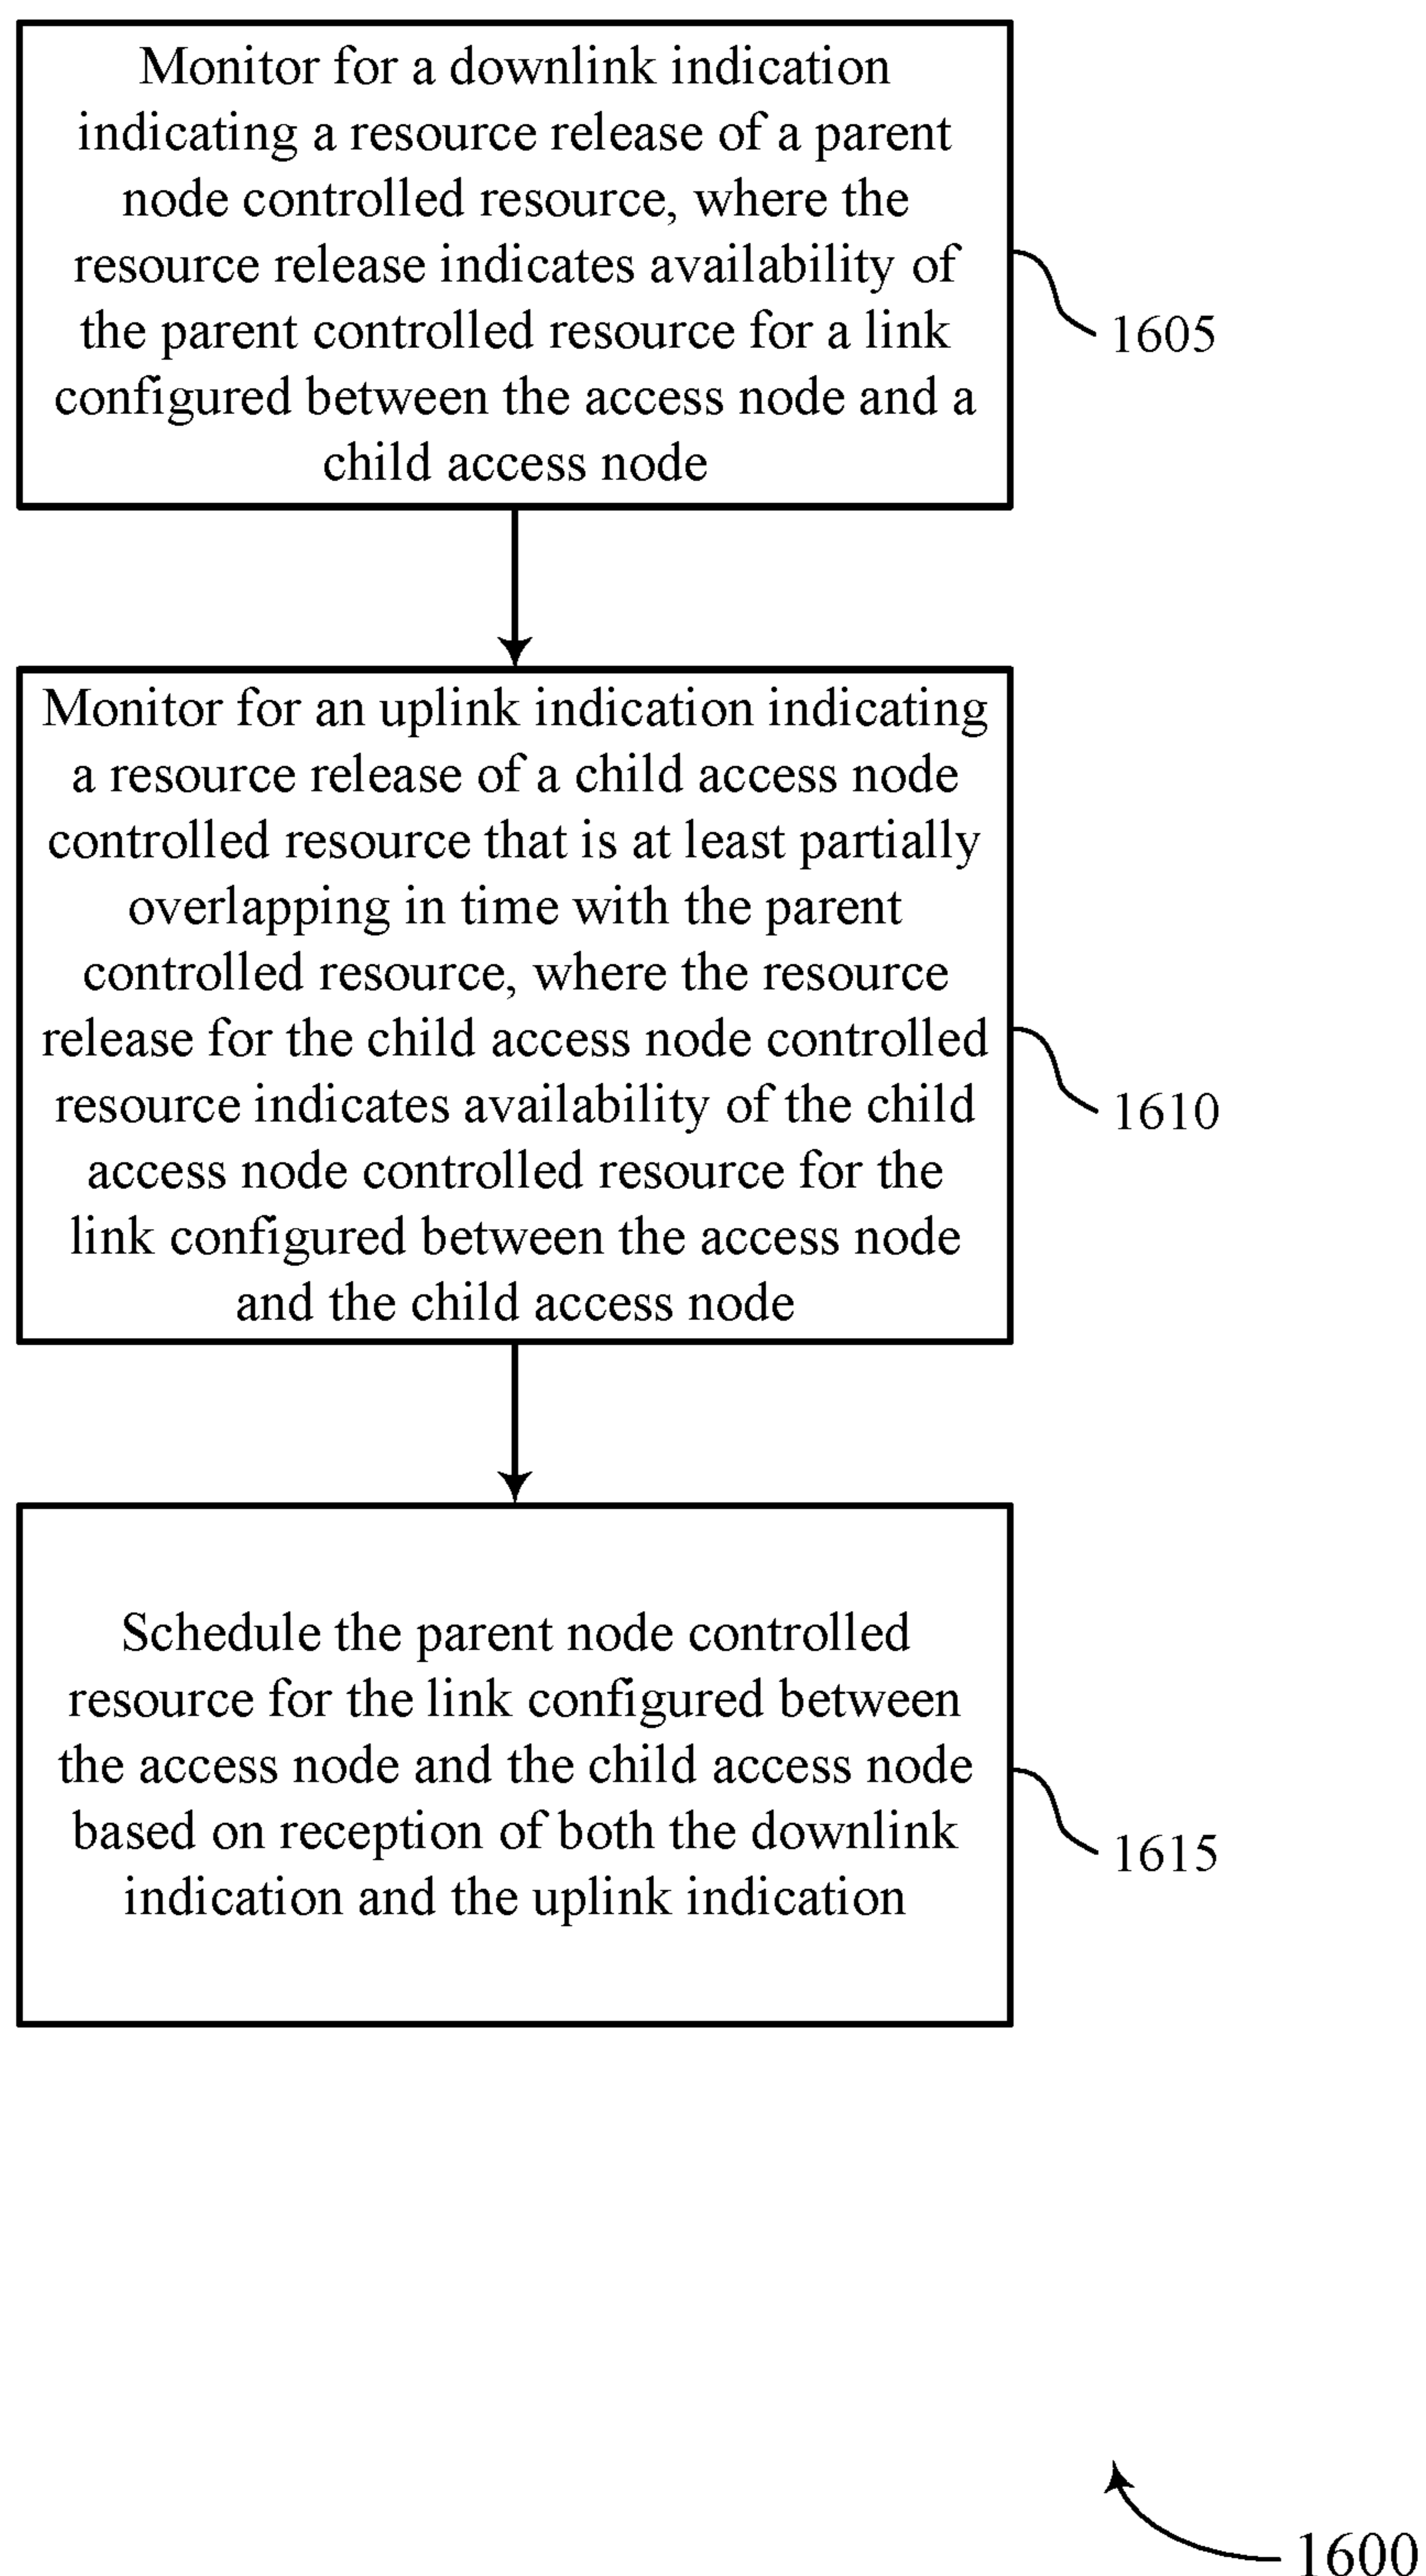 Monitor for a downlink indication
indicating a resource release of a parent
node controlled resource, where the
resource release indicates availability of
the parent controlled resource for a link
configured between the access node and a
child access node
1605
Monitor for an uplink indication indicating
a resource release of a child access node
controlled resource that is at least partially
overlapping in time with the parent
controlled resource, where the resource
release for the child access node controlled
resource indicates availability of the child
access node controlled resource for the
link configured between the access node
and the child access node
1610
Schedule the parent node controlled
resource for the link configured between
the access node and the child access node
based on reception of both the downlink
indication and the uplink indication
1615
1600